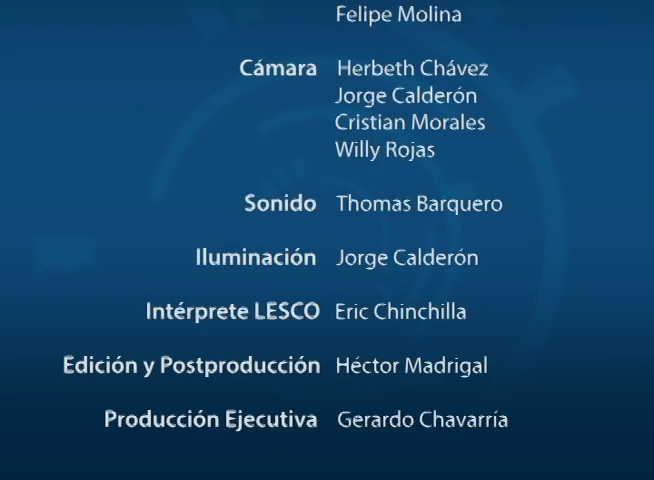 Felipe Molina
Cámara Herbeth Chávez
Jorge Calderón
Cristian Morales
Willy Rojas
Sonido Thomas Barquero
Iluminación Jorge Calderón
Intérprete LESCO Eric Chinchilla
Edición y Postproducción Héctor Madrigal
Producción Ejecutiva Gerardo Chavarría